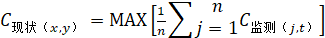 C现状（x,y） = MAX[1/n ∑ n j = 1 C监测（j,t）]